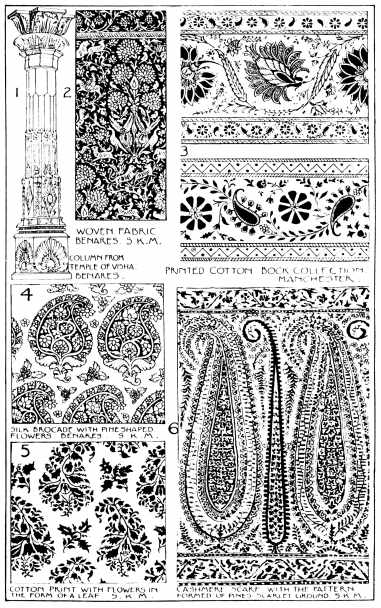 1
2
WOVEN FABRIC
BENARES. S.K.M.
COLUMN FROM
TEMPLE OF VISHA.
BENARES.
3
PRINTED COTTON BOCK COLLECTION.
MANCHESTER
4
SILK BROCADE WITH PINE SHAPED
FLOWERS. BENARES S.K.M.
5
COTTON PRINT WITH FLOWERS IN
THE FORM OF A LEAF. S.K.M.
6
CASHMERE SCARF WITH THE PATTERN
FORMED OF PINES. SCARLET GROUND. S.K.M.